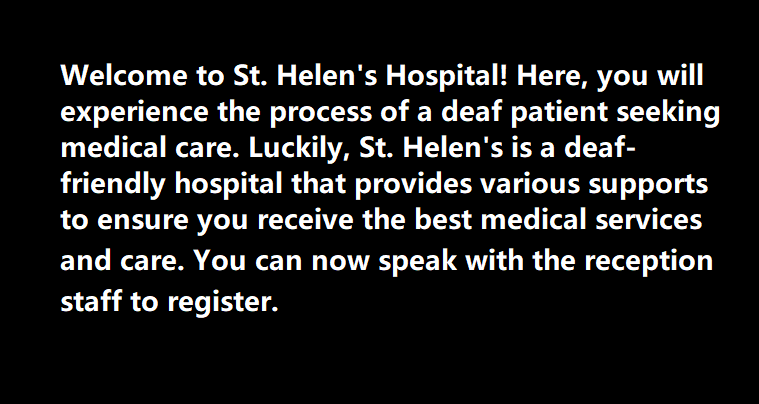 Welcome to St. Helen's Hospital! Here, you will
experience the process of a deaf patient seeking
medical care. Luckily, St. Helen's is a deaf-
friendly hospital that provides various supports
to ensure you receive the best medical services
and care. You can now speak with the reception
staff to register.